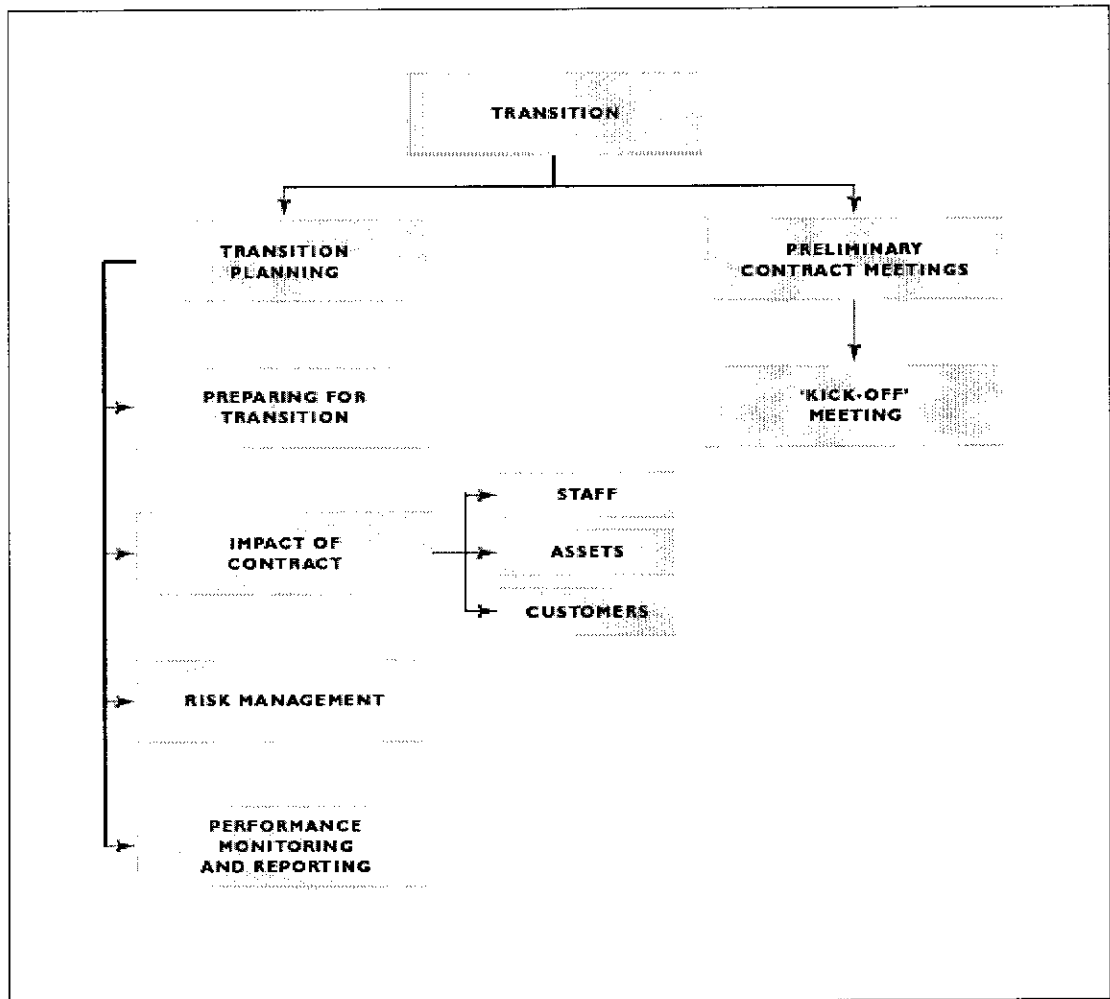 TRANSITION
TRANSITION
PLANNING
PRELIMINARY
CONTRACT MEETINGS
PREPARING FOR
TRANSITION
'KICK-OFF'
MEETING
STAFF
IMPACT OF
CONTRACT
ASSETS
CUSTOMERS
RISK MANAGEMENT
PERFORMANCE
MONITORING
AND REPORTING